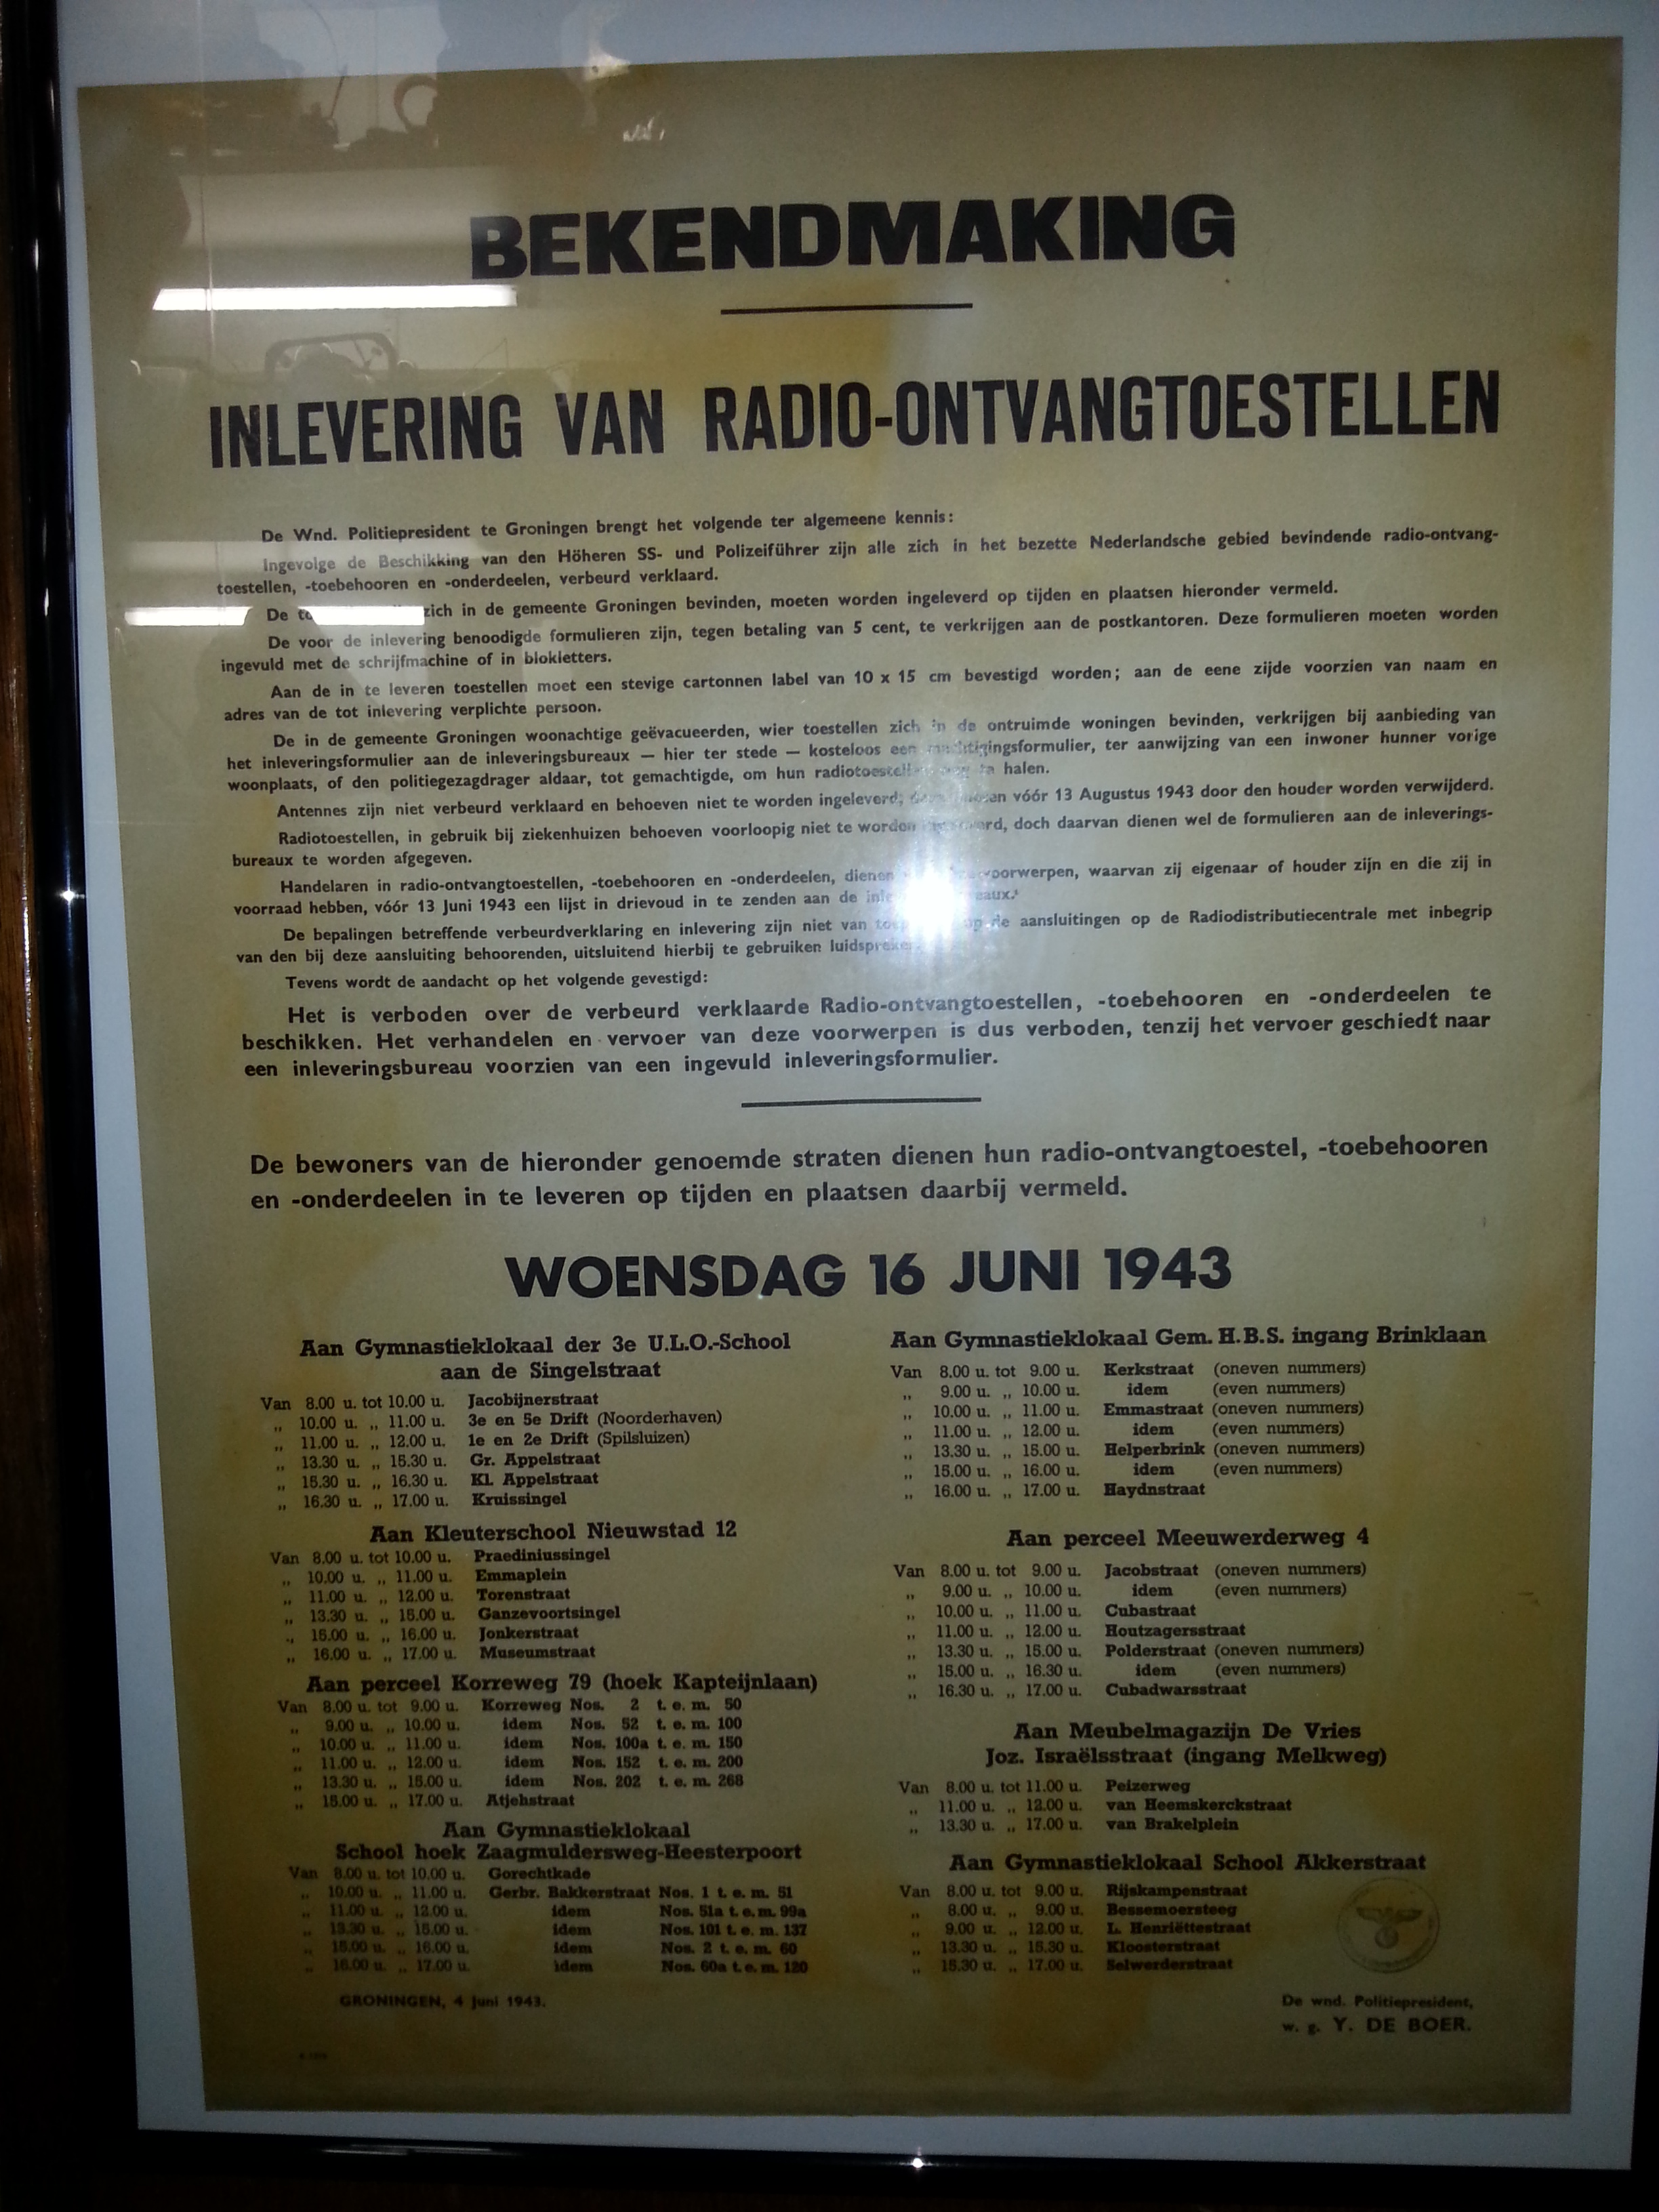 BEKENDMAKING
INLEVERING VAN RADIO-ONTVANGTOESTELLEN
De Wnd. Politiepresident te Groningen brengt het volgende ter algemeene kennis:
Ingevolge de Beschikking van den Höheren SS- und Polizeiführer zijn alle zich in het bezette Nederlandsche gebied bevindende radio-ontvang-
toestellen, -toebehooren en -onderdeelen, verbeurd verklaard.
De zich in de gemeente Groningen bevinden, moeten worden ingeleverd op tijden en plaatsen hieronder vermeld.
De voor de inlevering benoodigde formulieren zijn, tegen betaling van 5 cent, te verkrijgen aan de postkantoren. Deze formulieren moeten worden
ingevuld met de schrijfmachine of in blokletters.
Aan de in te leveren toestellen moet een stevige cartonnen label van 10 x 15 cm bevestigd worden; aan de eene zijde voorzien van naam en
adres van de tot inlevering verplichte persoon.
De in de gemeente Groningen woonachtige geëvacueerden, wier toestellen zich in de ontruimde woningen bevinden, verkrijgen bij aanbieding van
het inleveringsformulier aan de inleveringsbureaux — hier ter stede — kosteloos een machtigingsformulier, ter aanwijzing van een inwoner hunner vorige
woonplaats, of den politiegezagdrager aldaar, tot gemachtigde, om hun radiotoestellen te halen.
Antennes zijn niet verbeurd verklaard en behoeven niet te worden ingeleverd; vóór 13 Augustus 1943 door den houder worden verwijderd.
Radiotoestellen, in gebruik bij ziekenhuizen behoeven voorloopig niet te worden ingeleverd, doch daarvan dienen wel de formulieren aan de inleverings-
bureaux te worden afgegeven.
Handelaren in radio-ontvangtoestellen, -toebehooren en -onderdeelen, dienen voorwerpen, waarvan zij eigenaar of houder zijn en die zij in
voorraad hebben, vóór 13 Juni 1943 een lijst in drievoud in te zenden aan de
De bepalingen betreffende verbeurdverklaring en inlevering zijn niet van op de aansluitingen op de Radiodistributiecentrale met inbegrip
van den bij deze aansluiting behoorenden, uitsluitend hierbij te gebruiken luidspreker.
Tevens wordt de aandacht op het volgende gevestigd:
Het is verboden over de verbeurd verklaarde Radio-ontvangtoestellen, -toebehooren en -onderdeelen te
beschikken. Het verhandelen en vervoer van deze voorwerpen is dus verboden, tenzij het vervoer geschiedt naar
een inleveringsbureau voorzien van een ingevuld inleveringsformulier.
De bewoners van de hieronder genoemde straten dienen hun radio-ontvangtoestel, -toebehooren
en -onderdeelen in te leveren op tijden en plaatsen daarbij vermeld.
WOENSDAG 16 JUNI 1943
Aan Gymnastieklokaal der 3e U.L.O.-School
aan de Singelstraat
Van 8.00 u. tot 10.00 u. Jacobijnerstraat
„ 10.00 u. „ 11.00 u. 3e en 5e Drift (Noorderhaven)
„ 11.00 u. „ 12.00 u. 1e en 2e Drift (Spilsluizen)
„ 13.30 u. „ 15.30 u. Gr. Appelstraat
„ 15.30 u. „ 16.30 u. Kl. Appelstraat
„ 16.30 u. „ 17.00 u. Kruissingel
Aan Kleuterschool Nieuwstad 12
Van 8.00 u. tot 10.00 u. Praediniussingel
„ 10.00 u. „ 11.00 u. Emmaplein
„ 11.00 u. „ 12.00 u. Torenstraat
„ 13.30 u. „ 15.00 u. Ganzevoortsingel
„ 15.00 u. „ 16.00 u. Jonkerstraat
„ 16.00 u. „ 17.00 u. Museumstraat
Aan perceel Korreweg 79 (hoek Kapteijnlaan)
Van 8.00 u. tot 9.00 u. Korreweg Nos. 2 t. e. m. 50
„ 9.00 u. „ 10.00 u. idem Nos. 52 t. e. m. 100
„ 10.00 u. „ 11.00 u. idem Nos. 100a t. e. m. 150
„ 11.00 u. „ 12.00 u. idem Nos. 152 t. e. m. 200
„ 13.30 u. „ 15.00 u. idem Nos. 202 t. e. m. 268
„ 15.00 u. „ 17.00 u. Atjehstraat
Aan Gymnastieklokaal
School hoek Zaagmuldersweg-Heesterpoort
Van 8.00 u. tot 10.00 u. Gorechtkade
„ 10.00 u. „ 11.00 u. Gerbr. Bakkerstraat Nos. 1 t. e. m. 51
„ 11.00 u. „ 12.00 u. idem Nos. 51a t. e. m. 99a
„ 13.30 u. „ 15.00 u. idem Nos. 101 t. e. m. 137
„ 15.00 u. „ 16.00 u. idem Nos. 2 t. e. m. 60
„ 16.00 u. „ 17.00 u. idem Nos. 60a t. e. m. 120
Aan Gymnastieklokaal Gem. H.B.S. ingang Brinklaan
Van 8.00 u. tot 9.00 u. Kerkstraat (oneven nummers)
„ 9.00 u. „ 10.00 u. idem (even nummers)
„ 10.00 u. „ 11.00 u. Emmastraat (oneven nummers)
„ 11.00 u. „ 12.00 u. idem (even nummers)
„ 13.30 u. „ 15.00 u. Helperbrink (oneven nummers)
„ 15.00 u. „ 16.00 u. idem (even nummers)
„ 16.00 u. „ 17.00 u. Haydnstraat
Aan perceel Meeuwerderweg 4
Van 8.00 u. tot 9.00 u. Jacobstraat (oneven nummers)
„ 9.00 u. „ 10.00 u. idem (even nummers)
„ 10.00 u. „ 11.00 u. Cubastraat
„ 11.00 u. „ 12.00 u. Houtzagersstraat
„ 13.30 u. „ 15.00 u. Polderstraat (oneven nummers)
„ 15.00 u. „ 16.30 u. idem (even nummers)
„ 16.30 u. „ 17.00 u. Cubadwarsstraat
Aan Meubelmagazijn De Vries
Joz. Israëlsstraat (ingang Melkweg)
Van 8.00 u. tot 11.00 u. Peizerweg
„ 11.00 u. „ 12.00 u. van Heemskerckstraat
„ 13.30 u. „ 17.00 u. van Brakelplein
Aan Gymnastieklokaal School Akkerstraat
Van 8.00 u. tot 9.00 u. Rijskampenstraat
„ 8.00 u. „ 9.00 u. Bessemoersteeg
„ 9.00 u. „ 12.00 u. L. Henriëttestraat
„ 13.30 u. „ 15.30 u. Kloosterstraat
„ 15.30 u. „ 17.00 u. Selwerderstraat
GRONINGEN, 4 Juni 1943.
De wnd. Politiepresident,
w. g. Y. DE BOER.